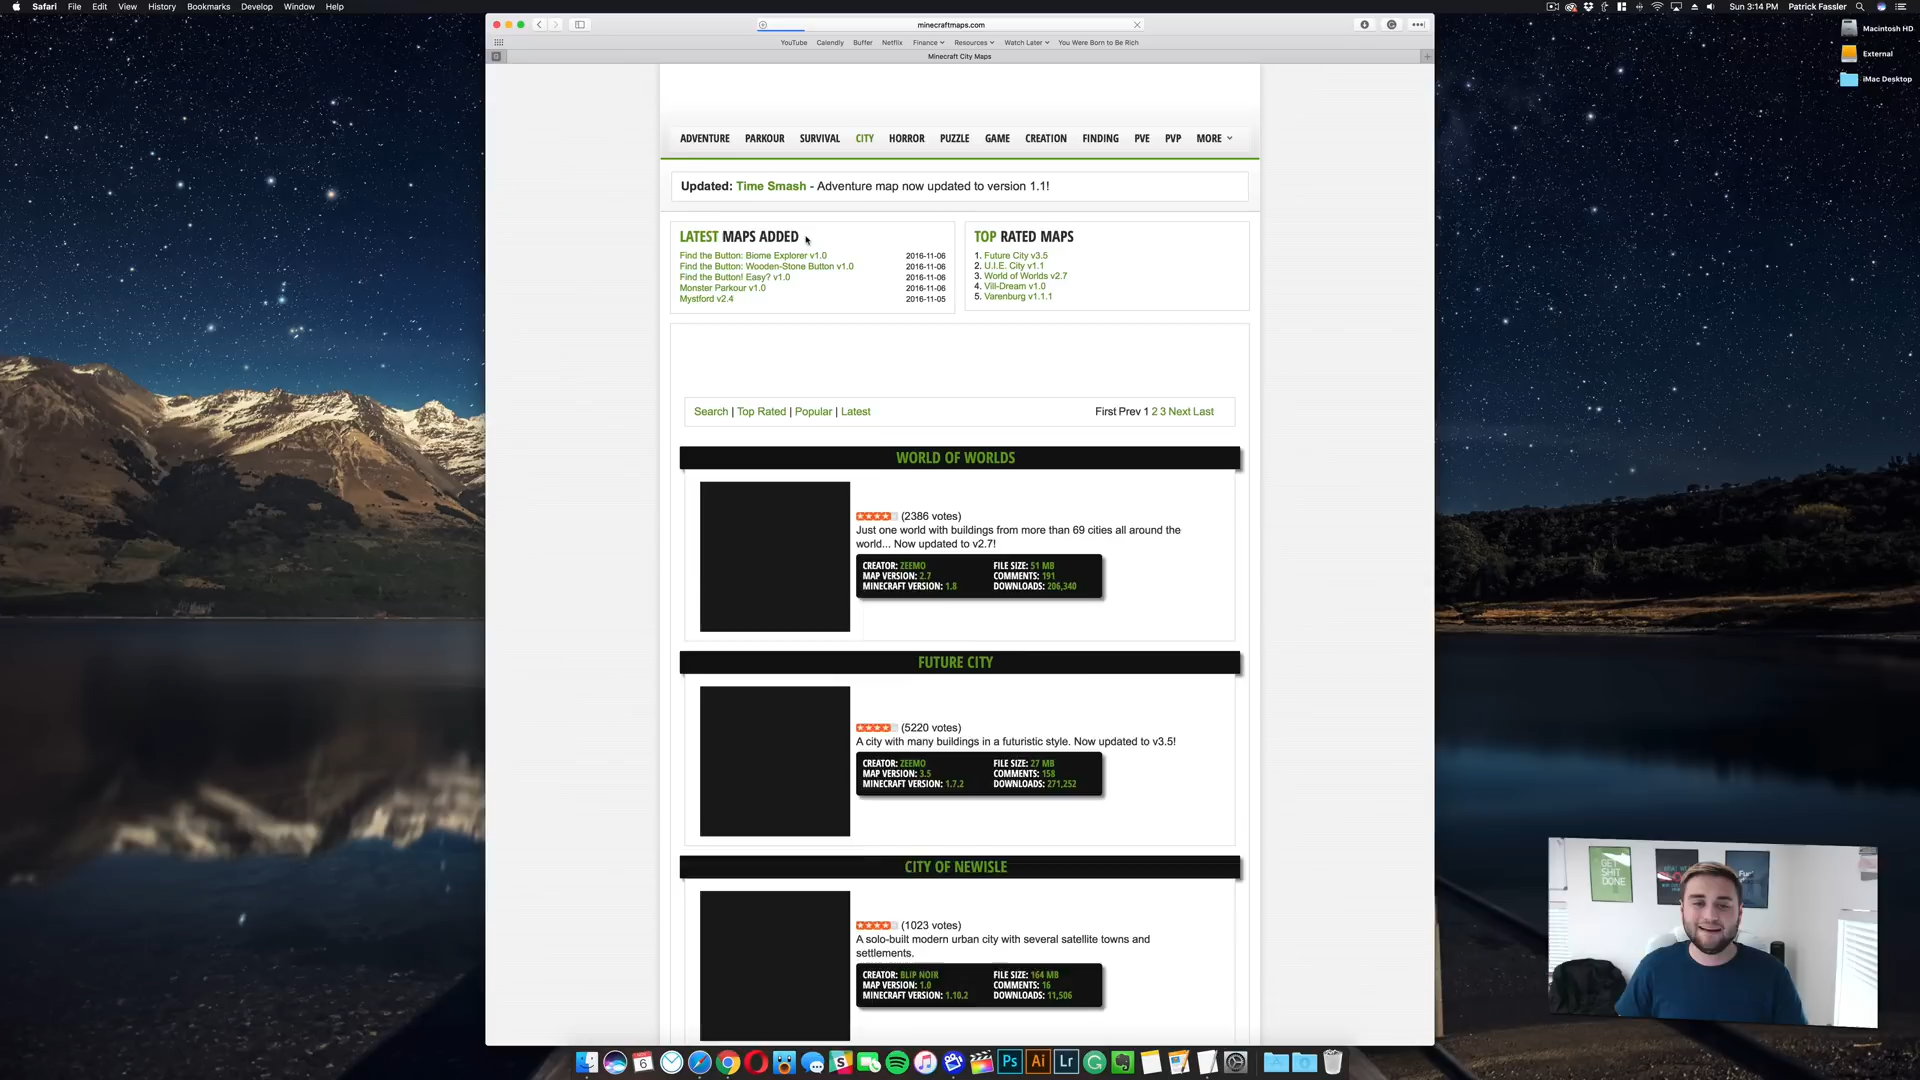 Safari File Edit View History Bookmarks Develop Window Help
Sun 3:14 PM Patrick Fassler
minecraftmaps.com
YouTube Calendly Buffer Netflix Finance Resources Watch Later You Were Born to Be Rich
Minecraft City Maps
Macintosh HD
External
iMac Desktop
ADVENTURE PARKOUR SURVIVAL CITY HORROR PUZZLE GAME CREATION FINDING PVE PVP MORE
Updated: Time Smash - Adventure map now updated to version 1.1!
LATEST MAPS ADDED
Find the Button: Biome Explorer v1.0 2016-11-06
Find the Button: Wooden-Stone Button v1.0 2016-11-06
Find the Button! Easy? v1.0 2016-11-06
Monster Parkour v1.0 2016-11-06
Mystford v2.4 2016-11-05
TOP RATED MAPS
1. Future City v3.5
2. U.I.E. City v1.1
3. World of Worlds v2.7
4. Vill-Dream v1.0
5. Varenburg v1.1.1
Search | Top Rated | Popular | Latest
First Prev 1 2 3 Next Last
WORLD OF WORLDS
(2386 votes)
Just one world with buildings from more than 69 cities all around the
world... Now updated to v2.7!
CREATOR: ZEEMO FILE SIZE: 51 MB
MAP VERSION: 2.7 COMMENTS: 191
MINECRAFT VERSION: 1.8 DOWNLOADS: 206,340
FUTURE CITY
(5220 votes)
A city with many buildings in a futuristic style. Now updated to v3.5!
CREATOR: ZEEMO FILE SIZE: 27 MB
MAP VERSION: 3.5 COMMENTS: 158
MINECRAFT VERSION: 1.7.2 DOWNLOADS: 271,252
CITY OF NEWISLE
(1023 votes)
A solo-built modern urban city with several satellite towns and
settlements.
CREATOR: BLIP NOIR FILE SIZE: 164 MB
MAP VERSION: 1.0 COMMENTS: 16
MINECRAFT VERSION: 1.10.2 DOWNLOADS: 11,506
GET
SHIT
DONE
6
Ps Ai Lr